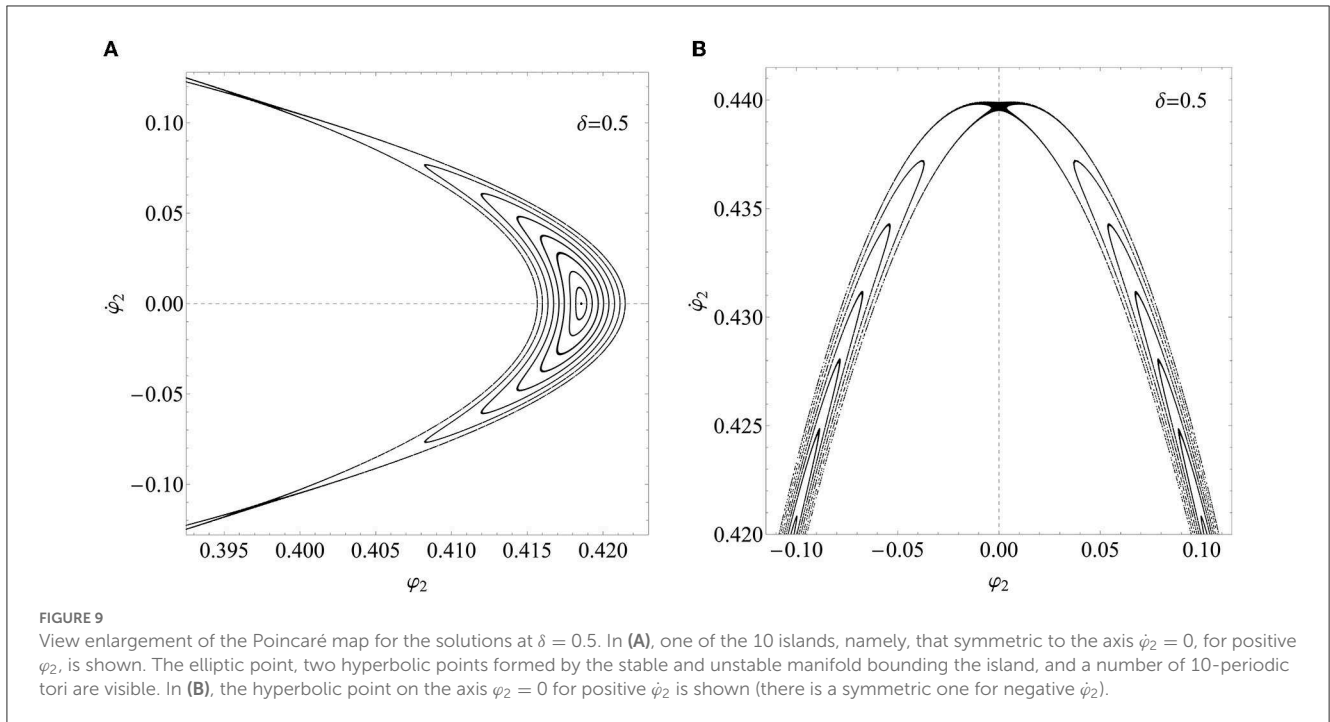 A
B
δ=0.5
δ=0.5
0.10
0.05
0.00
−0.05
−0.10
φ̇₂
0.395 0.400 0.405 0.410 0.415 0.420
φ₂
0.440
0.435
0.430
0.425
0.420
φ̇₂
−0.10 −0.05 0.00 0.05 0.10
φ₂
FIGURE 9
View enlargement of the Poincaré map for the solutions at δ = 0.5. In (A), one of the 10 islands, namely, that symmetric to the axis φ̇₂ = 0, for positive
φ₂, is shown. The elliptic point, two hyperbolic points formed by the stable and unstable manifold bounding the island, and a number of 10-periodic
tori are visible. In (B), the hyperbolic point on the axis φ₂ = 0 for positive φ̇₂ is shown (there is a symmetric one for negative φ̇₂).